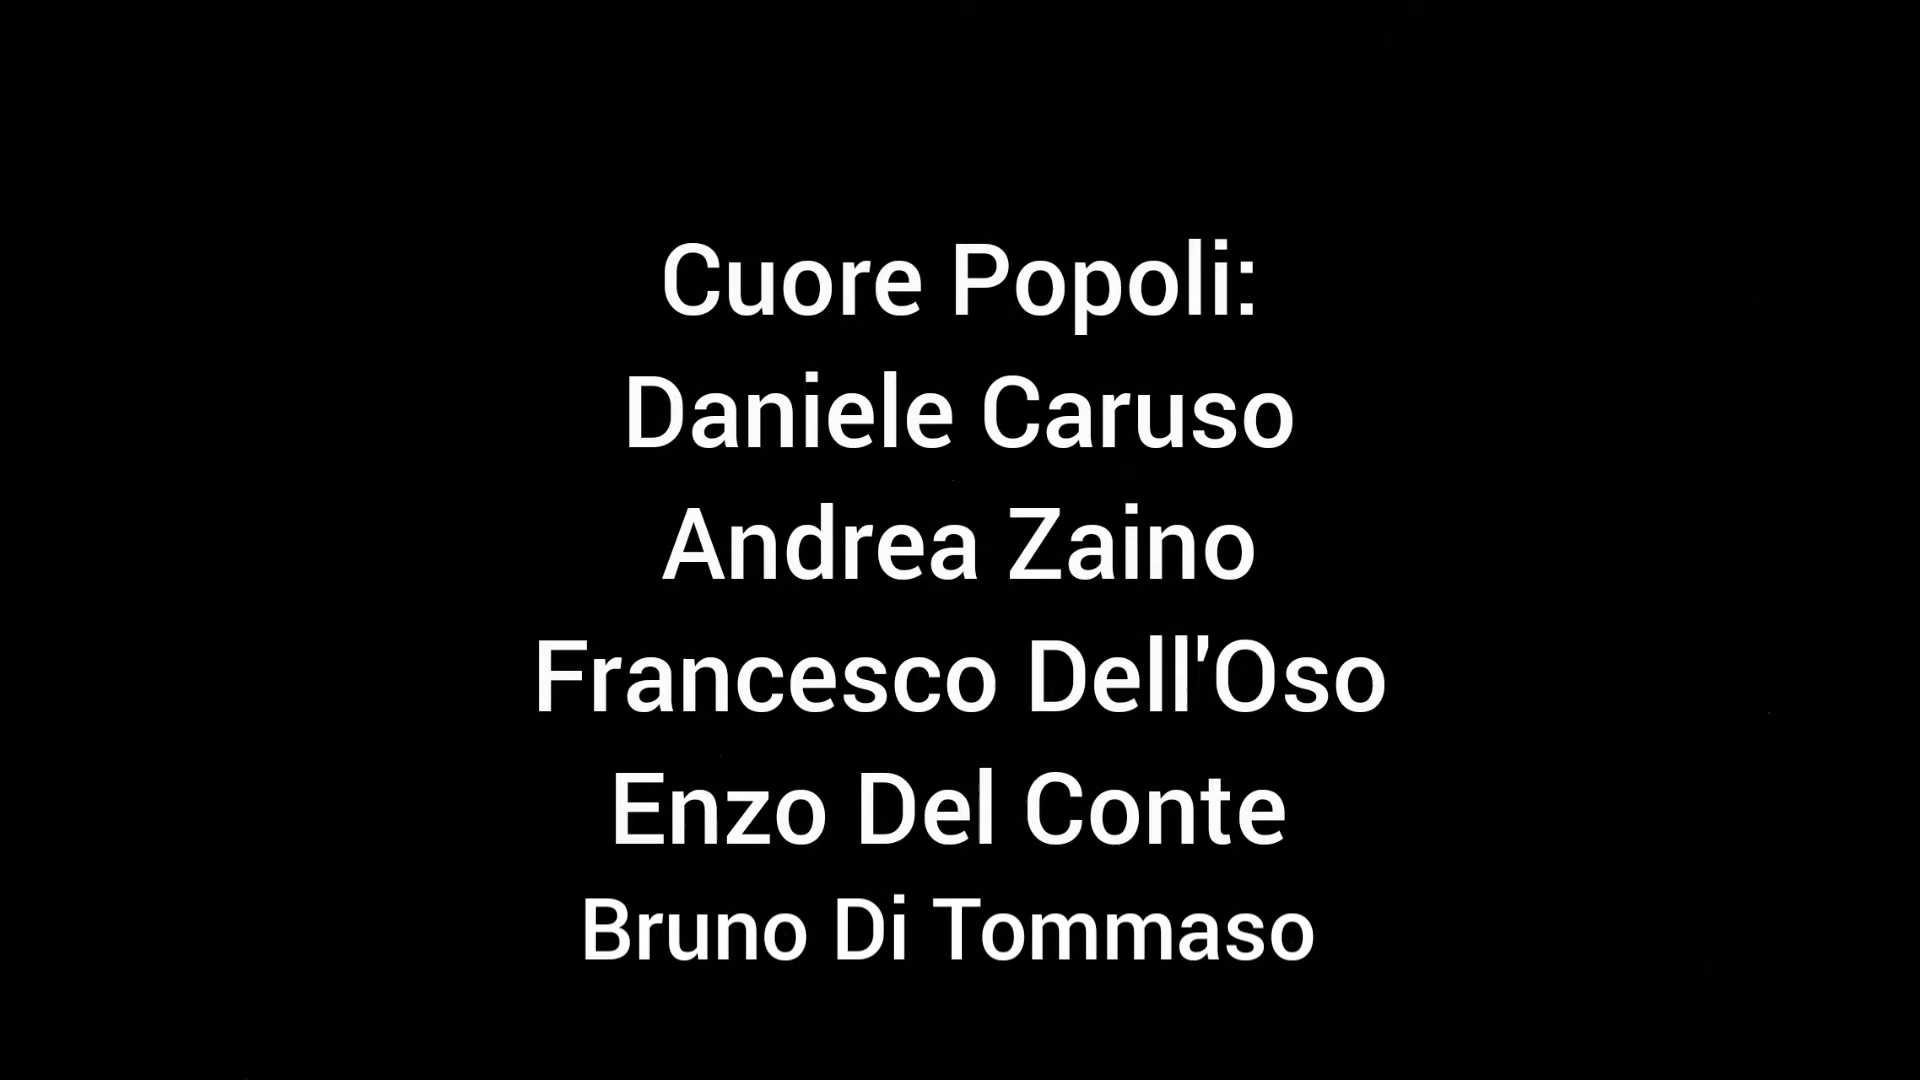 Cuore Popoli:
Daniele Caruso
Andrea Zaino
Francesco Dell'Oso
Enzo Del Conte
Bruno Di Tommaso